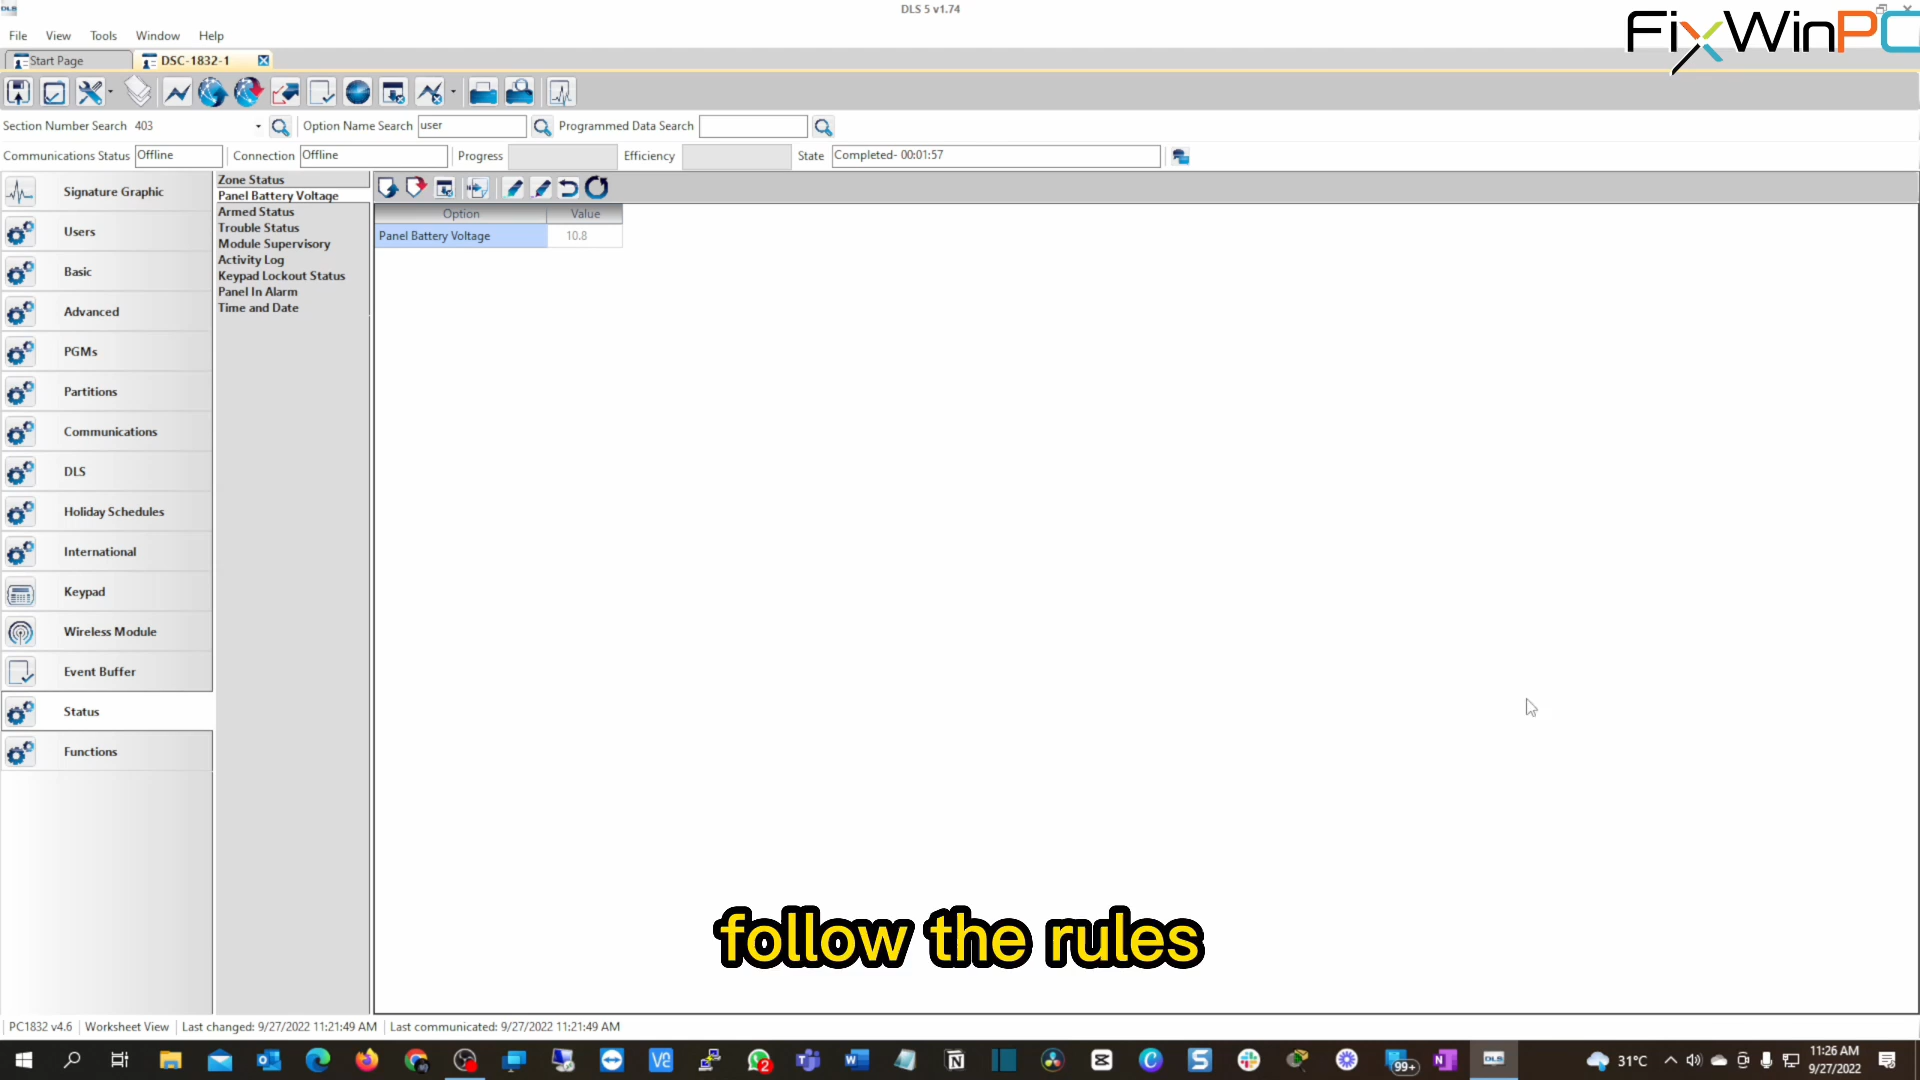 DLS 5 v1.74
FixWinPC
File View Tools Window Help
Start Page DSC-1832-1
Section Number Search 403 Option Name Search user Programmed Data Search
Communications Status Offline Connection Offline Progress Efficiency State Completed- 00:01:57
Signature Graphic
Users
Basic
Advanced
PGMs
Partitions
Communications
DLS
Holiday Schedules
International
Keypad
Wireless Module
Event Buffer
Status
Functions
Zone Status
Panel Battery Voltage
Armed Status
Trouble Status
Module Supervisory
Activity Log
Keypad Lockout Status
Panel In Alarm
Time and Date
Option Value
Panel Battery Voltage 10.8
follow the rules
PC1832 v4.6 Worksheet View Last changed: 9/27/2022 11:21:49 AM Last communicated: 9/27/2022 11:21:49 AM
99+ DLS 31°C 11:26 AM
9/27/2022